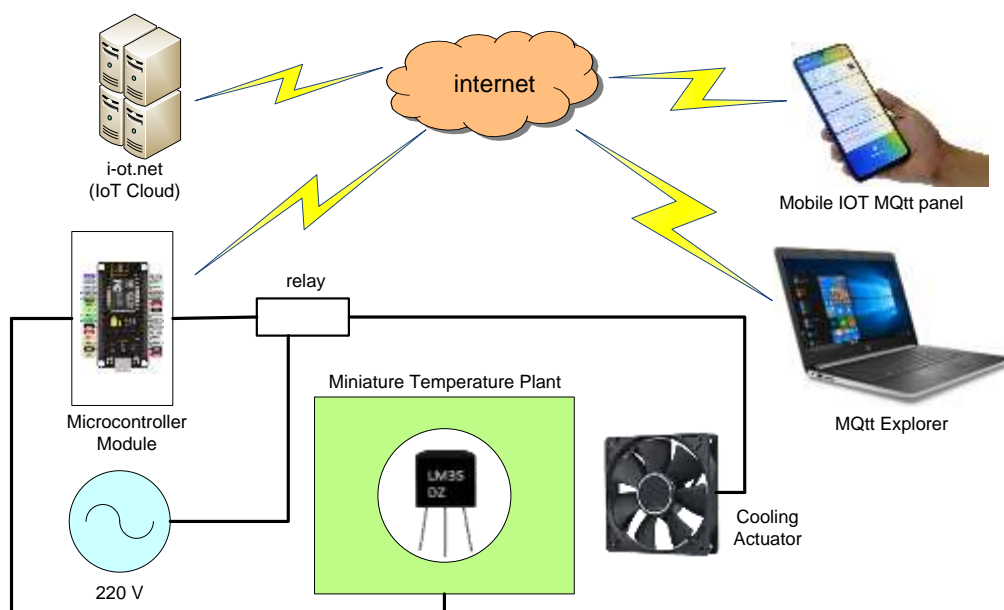 internet
i-ot.net
(IoT Cloud)
Mobile IOT MQtt panel
relay
Microcontroller
Module
Miniature Temperature Plant
LM35
DZ
MQtt Explorer
Cooling
Actuator
220 V